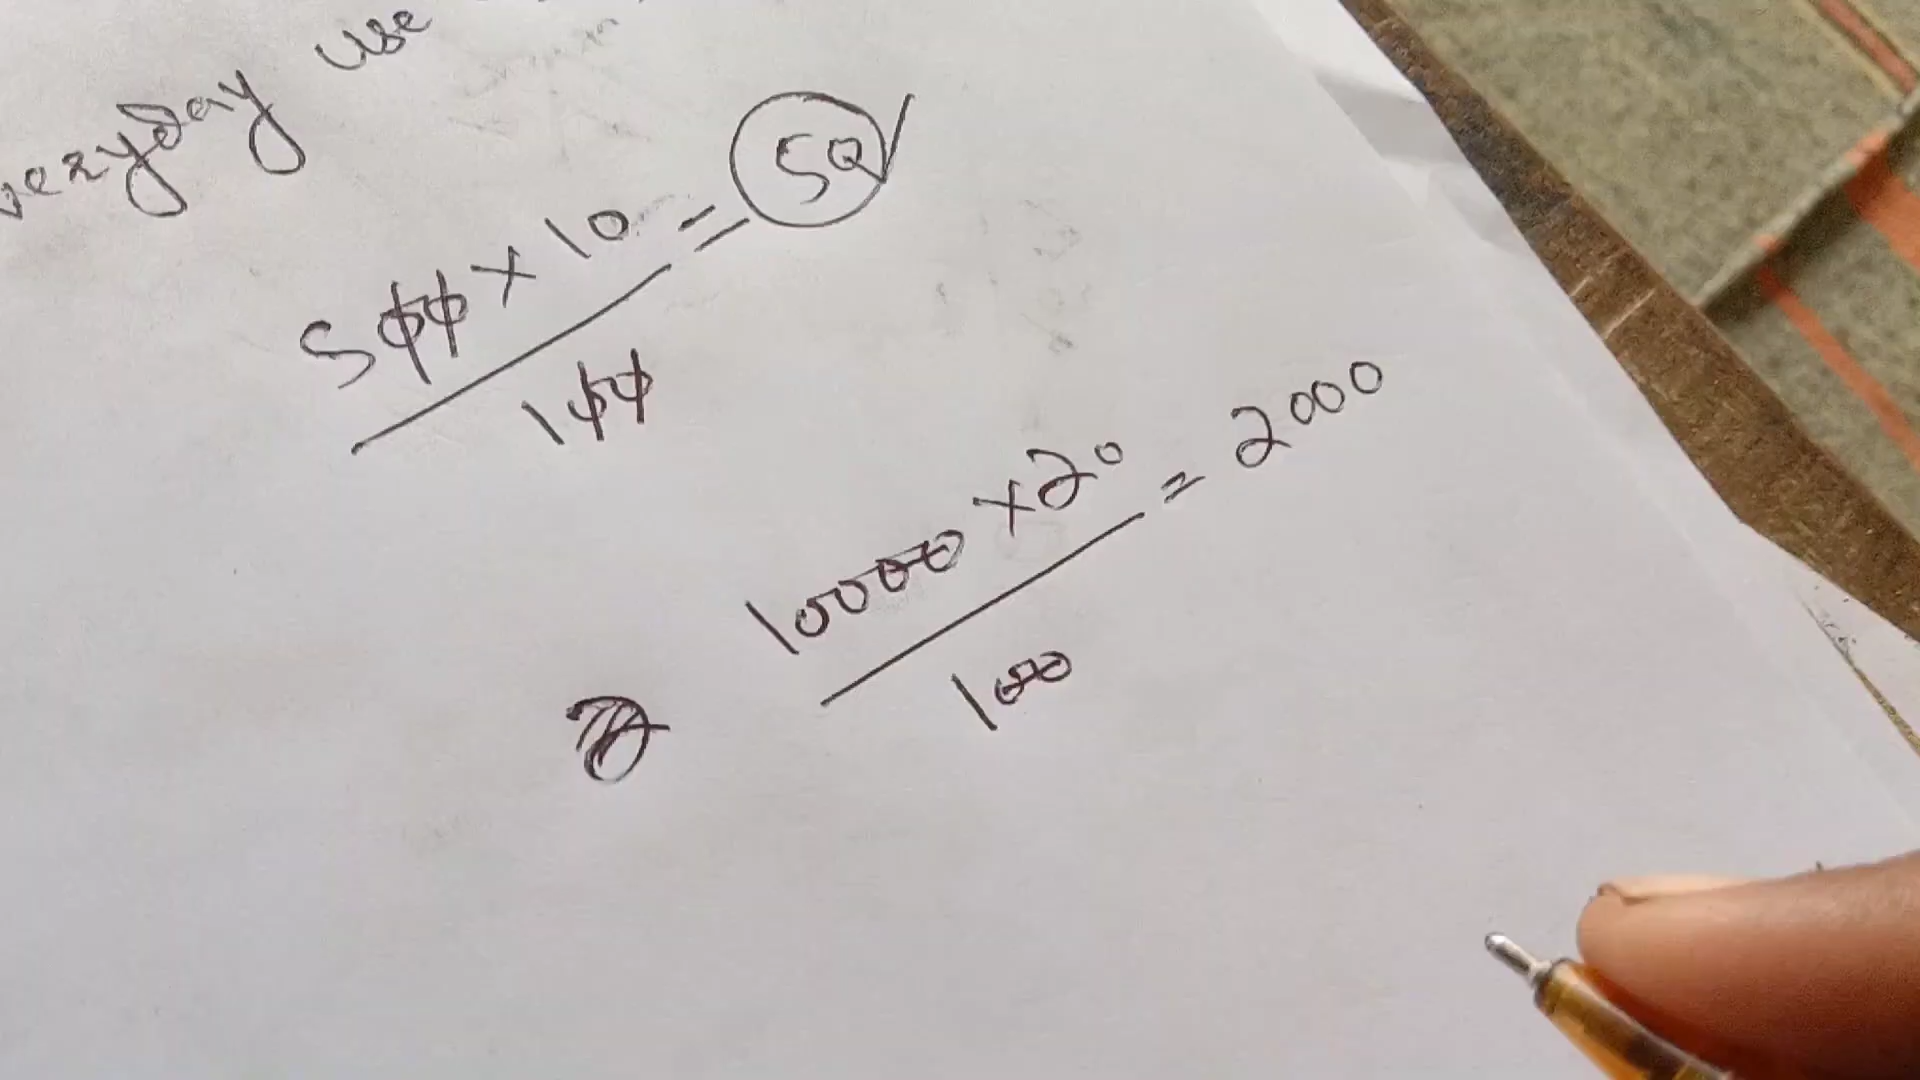 everyday use
500 × 10 = 50
100
10000 × 20 = 2000
100